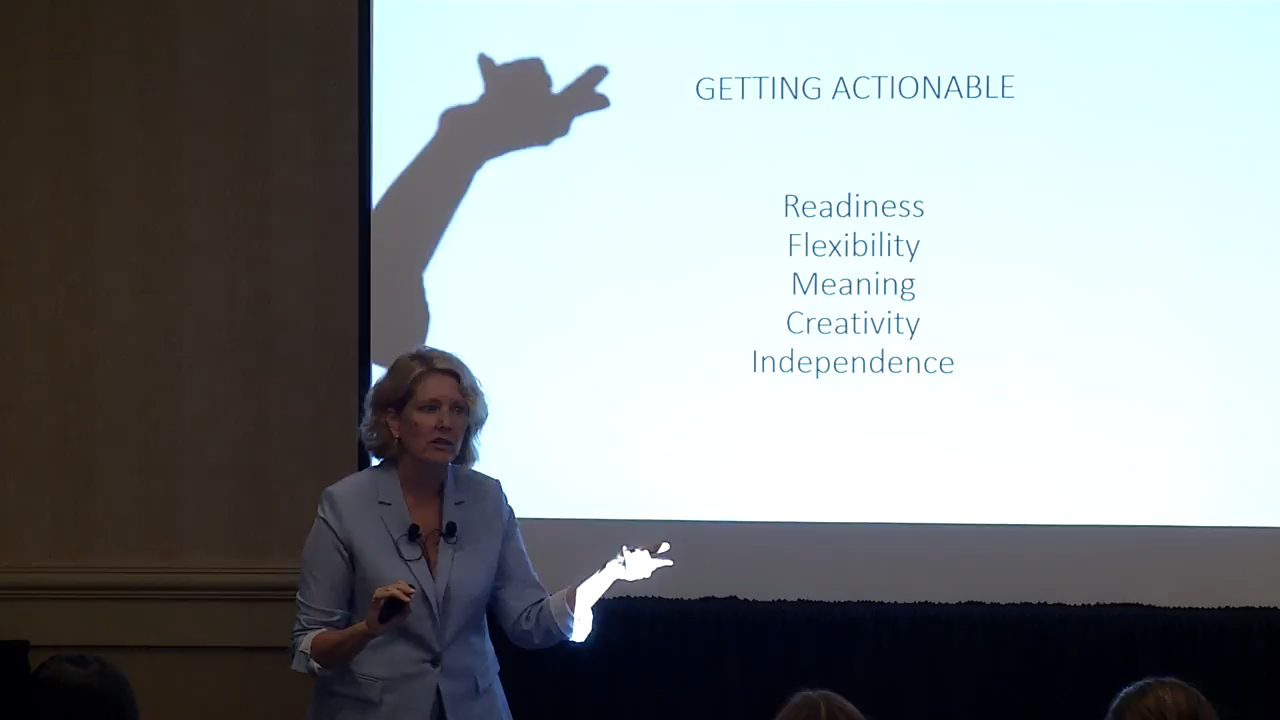 GETTING ACTIONABLE
Readiness
Flexibility
Meaning
Creativity
Independence